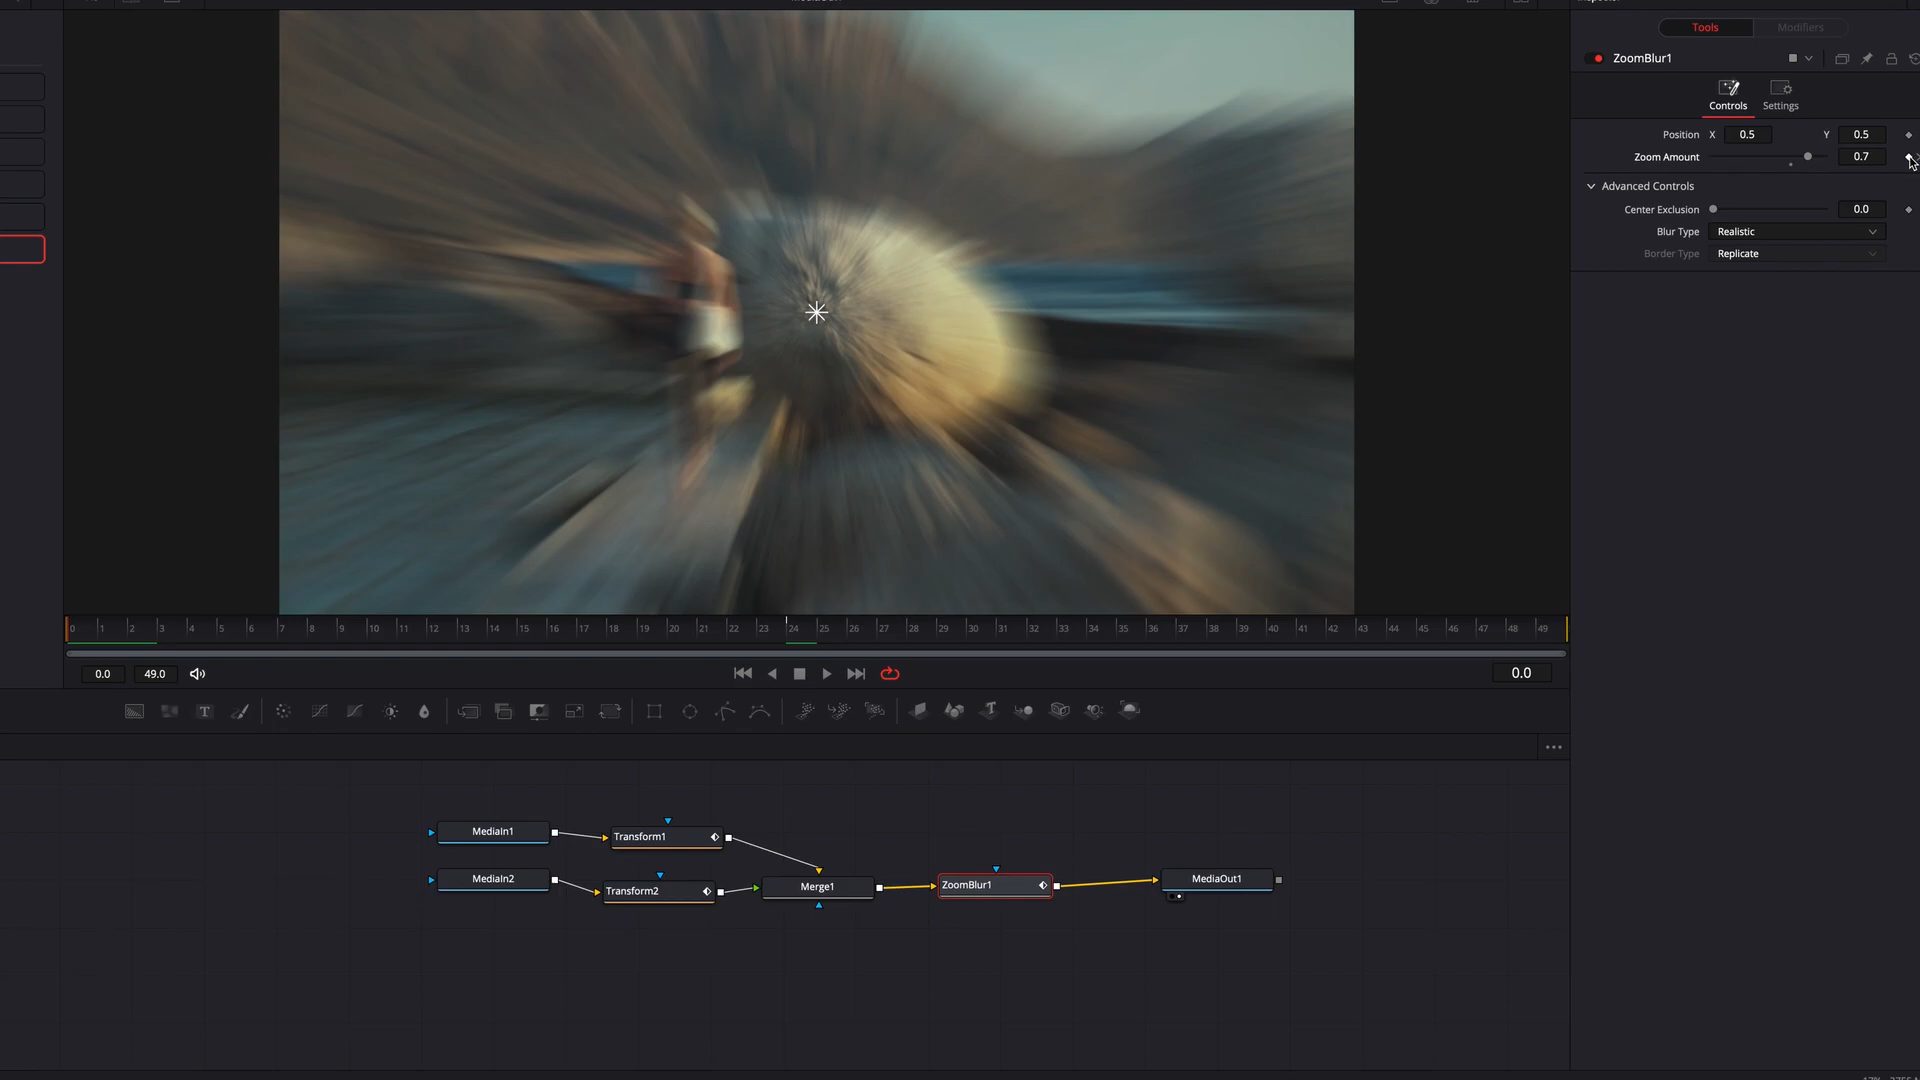 Tools
Modifiers
ZoomBlur1
Controls
Settings
Position X 0.5 Y 0.5
Zoom Amount 0.7
Advanced Controls
Center Exclusion 0.0
Blur Type Realistic
Border Type Replicate
0 1 2 3 4 5 6 7 8 9 10 11 12 13 14 15 16 17 18 19 20 21 22 23 24 25 26 27 28 29 30 31 32 33 34 35 36 37 38 39 40 41 42 43 44 45 46 47 48 49
0.0 49.0 0.0
T
MediaIn1
Transform1
MediaIn2
Transform2
Merge1
ZoomBlur1
MediaOut1